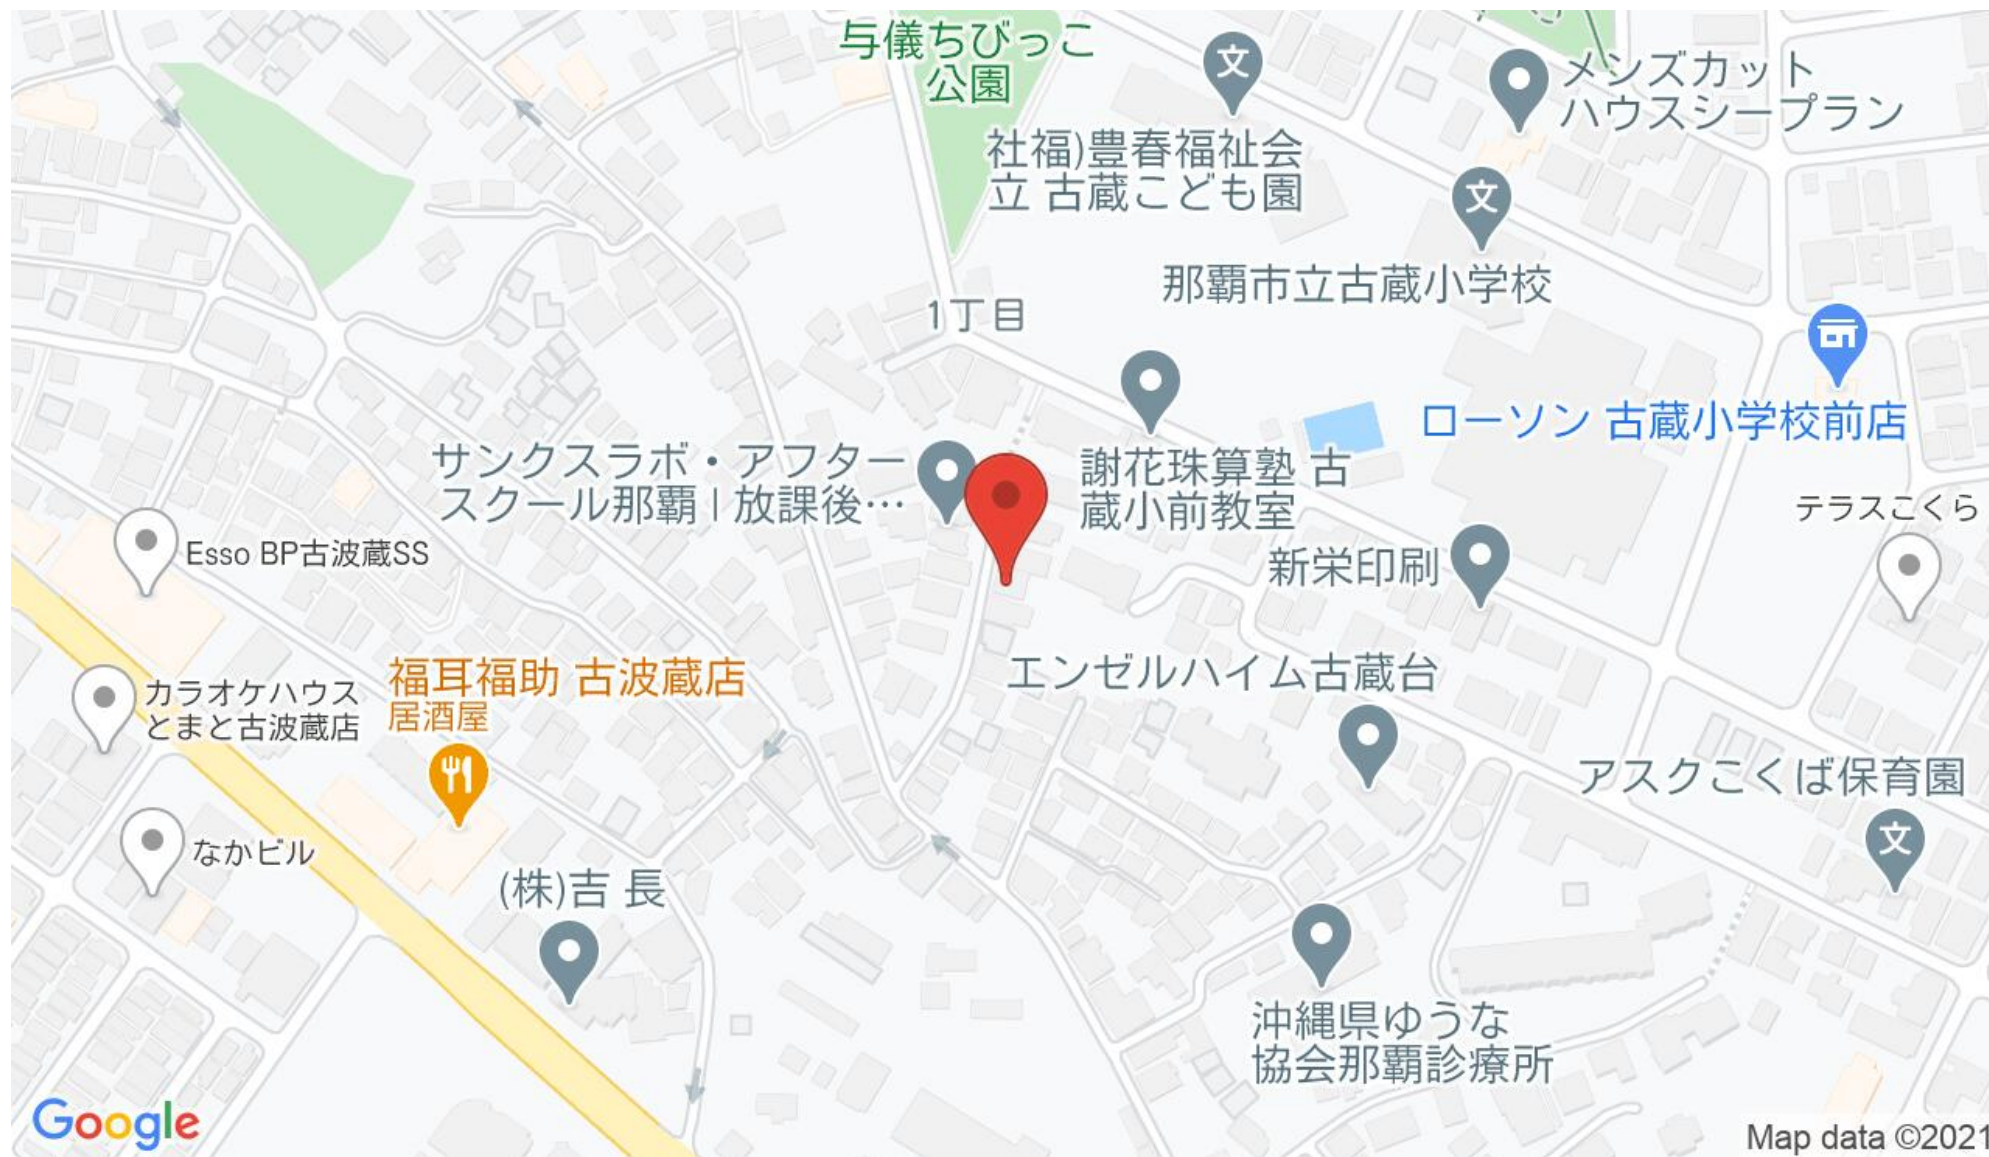 与儀ちびっこ
公園
文
メンズカット
ハウスシープラン
社福)豊春福祉会
立 古蔵こども園
文
那覇市立古蔵小学校
1丁目
ローソン 古蔵小学校前店
サンクスラボ・アフター
スクール那覇 | 放課後…
謝花珠算塾 古
蔵小前教室
テラスこくら
Esso BP古波蔵SS
新栄印刷
福耳福助 古波蔵店
居酒屋
エンゼルハイム古蔵台
カラオケハウス
とまと古波蔵店
アスクこくば保育園
文
なかビル
(株)吉 長
沖縄県ゆうな
協会那覇診療所
Google
Map data ©2021